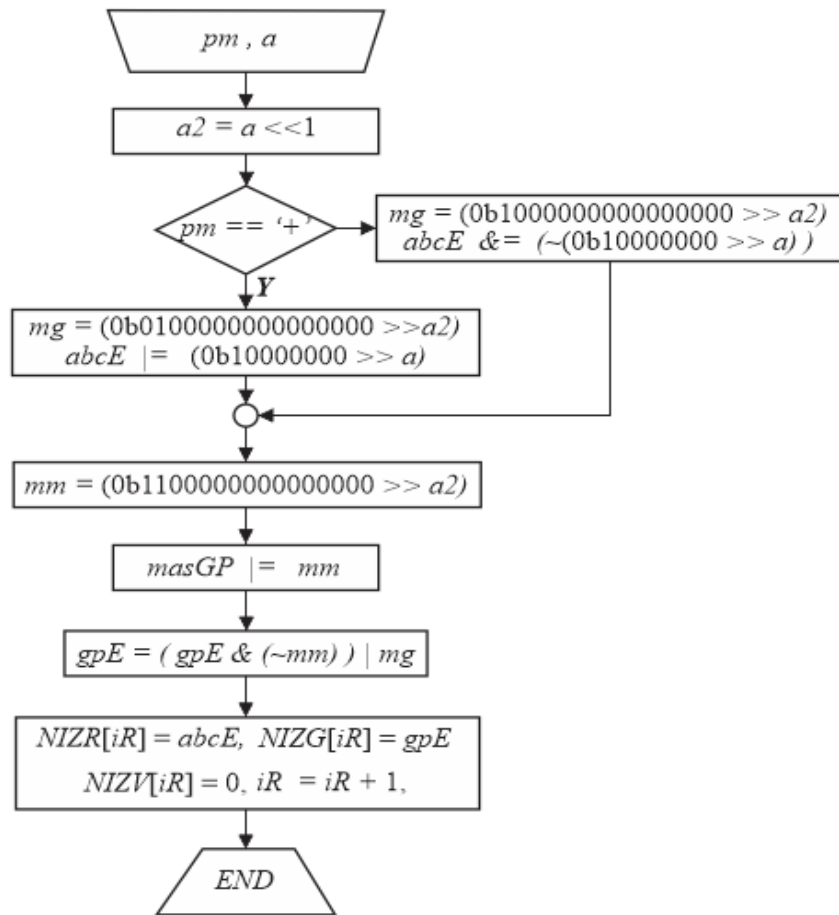 pm , a
a2 = a <<1
pm == ‘+’
mg = (0b1000000000000000 >> a2)
abcE &= (~(0b10000000 >> a) )
Y
mg = (0b0100000000000000 >>a2)
abcE |= (0b10000000 >> a)
mm = (0b1100000000000000 >> a2)
masGP |= mm
gpE = ( gpE & (~mm) ) | mg
NIZR[iR] = abcE, NIZG[iR] = gpE
NIZV[iR] = 0, iR = iR + 1,
END